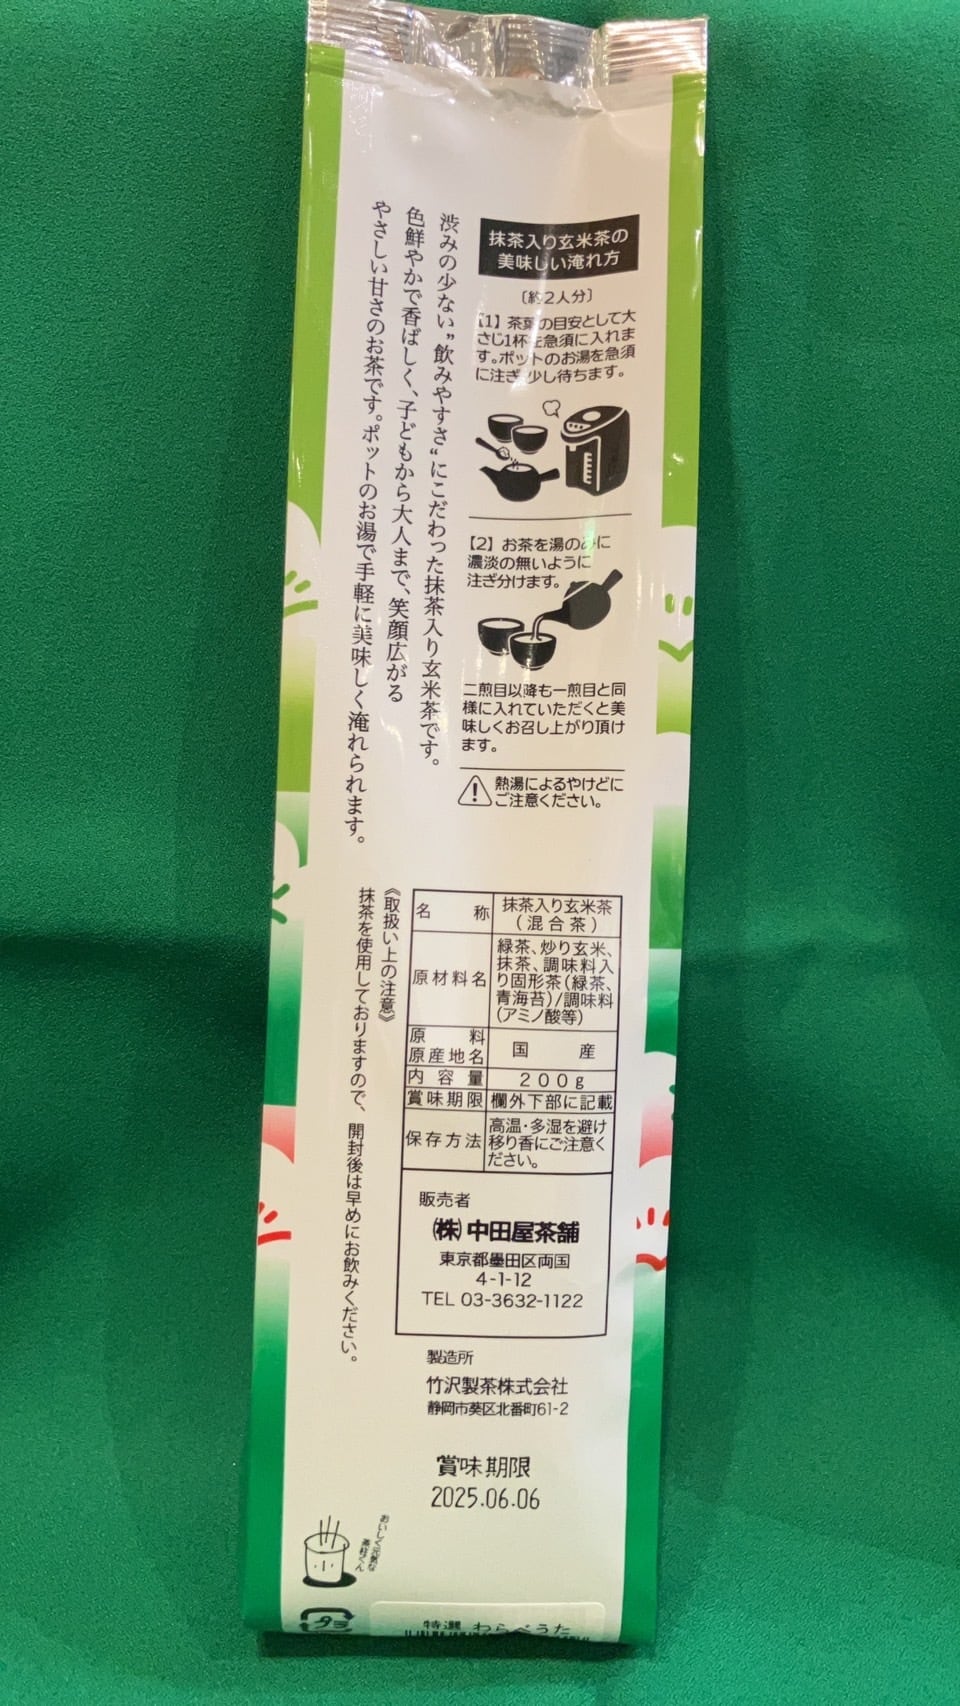 抹茶入り玄米茶の
美味しい淹れ方
〔約2人分〕
【1】茶葉の目安として大
さじ1杯を急須に入れま
す。ポットのお湯を急須
に注ぎ少し待ちます。
【2】お茶を湯のみに
濃淡の無いように
注ぎ分けます。
二煎目以降も一煎目と同
様に入れていただくと美
味しくお召し上がり頂け
ます。
熱湯によるやけどに
ご注意ください。
渋みの少ない"飲みやすさ"にこだわった抹茶入り玄米茶です。
色鮮やかで香ばしく、子どもから大人まで、笑顔広がる
やさしい甘さのお茶です。ポットのお湯で手軽に美味しく淹れられます。
《取扱い上の注意》
抹茶を使用しておりますので、開封後は早めにお飲みください。
名称 抹茶入り玄米茶
(混合茶)
原材料名 緑茶、炒り玄米、
抹茶、調味料入
り固形茶(緑茶、
青海苔)/調味料
(アミノ酸等)
原料
原産地名 国産
内容量 200g
賞味期限 欄外下部に記載
保存方法 高温・多湿を避け
移り香にご注意く
ださい。
販売者
㈱中田屋茶舗
東京都墨田区両国
4-1-12
TEL 03-3632-1122
製造所
竹沢製茶株式会社
静岡市葵区北番町61-2
賞味期限
2025.06.06
おいしく元気な
茶柱くん
プラ
特選 わらべうた